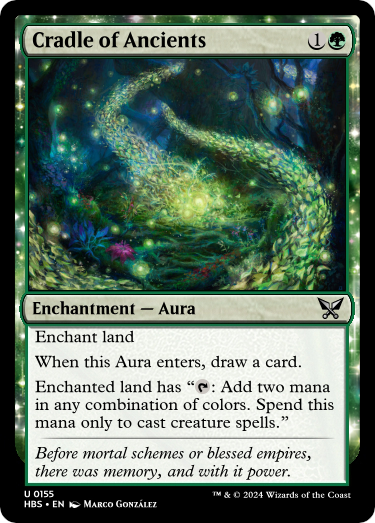 Cradle of Ancients 1
Enchantment — Aura
Enchant land
When this Aura enters, draw a card.
Enchanted land has “: Add two mana
in any combination of colors. Spend this
mana only to cast creature spells.”
Before mortal schemes or blessed empires,
there was memory, and with it power.
U 0155
HBS • EN Marco González
™ & © 2024 Wizards of the Coast